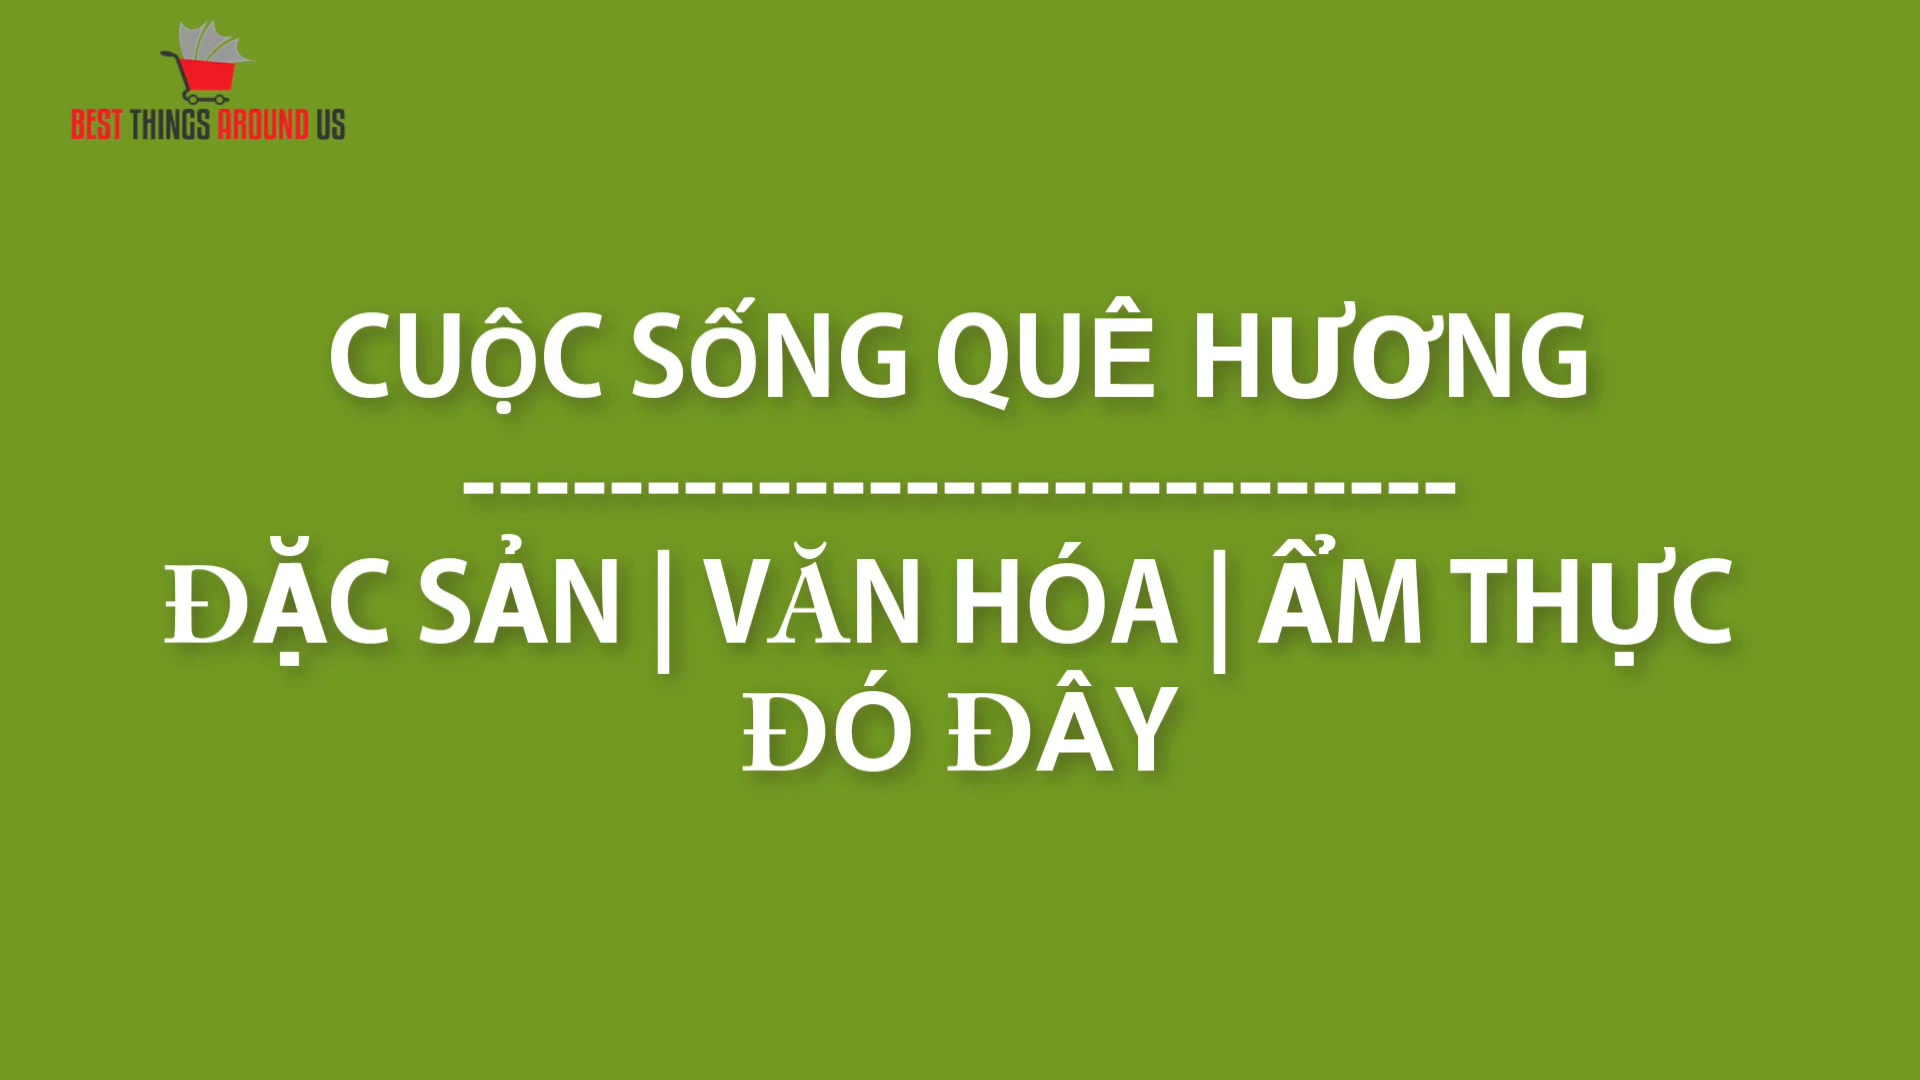 BEST THINGS AROUND US
CUỘC SỐNG QUÊ HƯƠNG
---------------------------
ĐẶC SẢN | VĂN HÓA | ẨM THỰC
ĐÓ ĐÂY